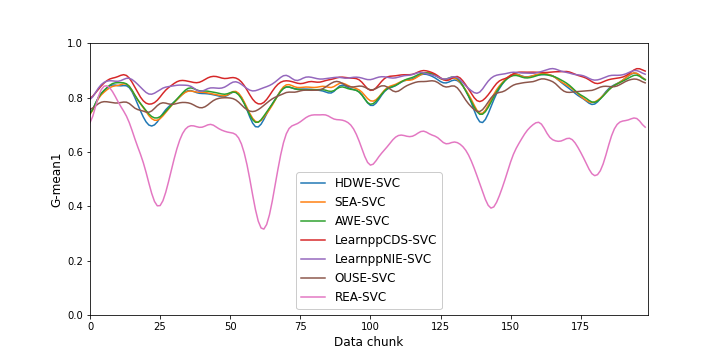 1.0
0.8
0.6
0.4
0.2
0.0
G-mean1
HDWE-SVC
SEA-SVC
AWE-SVC
LearnppCDS-SVC
LearnppNIE-SVC
OUSE-SVC
REA-SVC
0 25 50 75 100 125 150 175
Data chunk